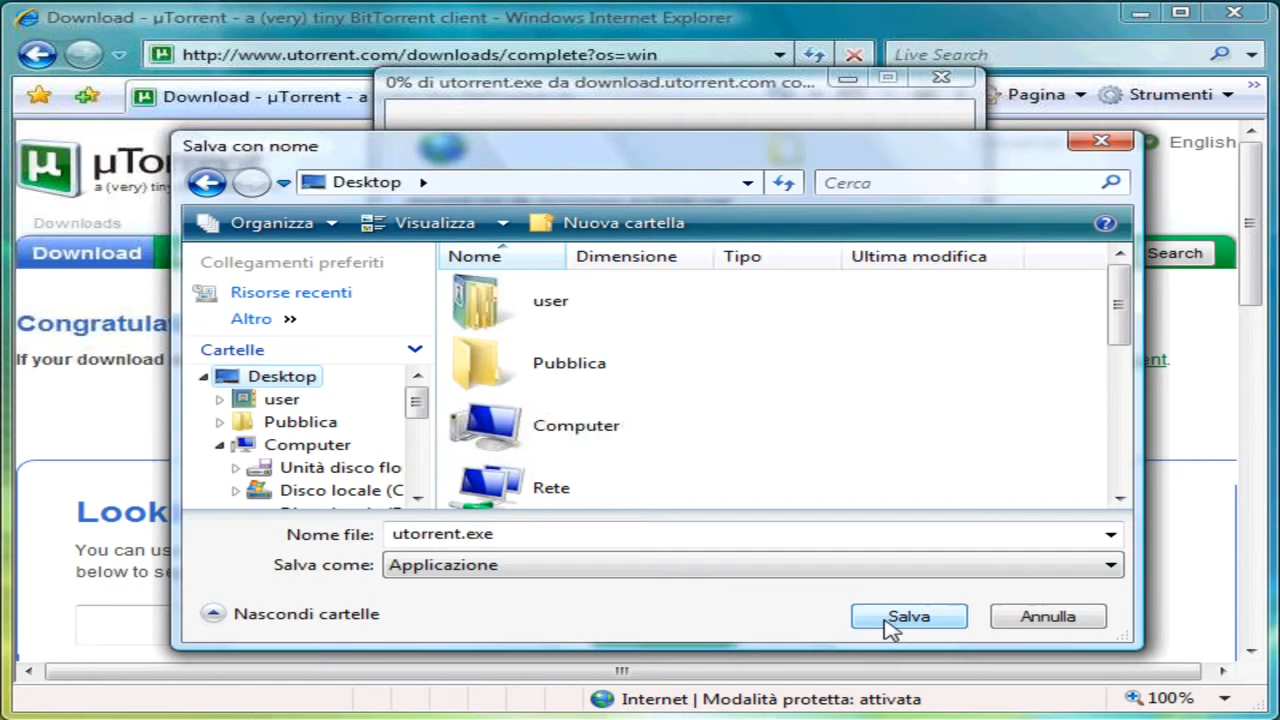 Download - µTorrent - a (very) tiny BitTorrent client - Windows Internet Explorer
http://www.utorrent.com/downloads/complete?os=win
Live Search
0% di utorrent.exe da download.utorrent.com co...
Download - µTorrent - a
Pagina
Strumenti
Salva con nome
English
µTo
a (very) tiny
Desktop
Cerca
Downloads
Organizza
Visualizza
Nuova cartella
Download
Search
Collegamenti preferiti
Nome
Dimensione
Tipo
Ultima modifica
Risorse recenti
Altro »
user
Congratula
Cartelle
If your download
nt.
Pubblica
Desktop
user
Pubblica
Computer
Computer
Unità disco flo
Disco locale (C
Rete
Look
Nome file:
utorrent.exe
You can us
Salva come:
Applicazione
below to se
Nascondi cartelle
Salva
Annulla
Internet | Modalità protetta: attivata
100%